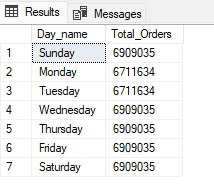 Results Messages
Day_name Total_Orders
1 Sunday 6909035
2 Monday 6711634
3 Tuesday 6711634
4 Wednesday 6909035
5 Thursday 6909035
6 Friday 6909035
7 Saturday 6909035